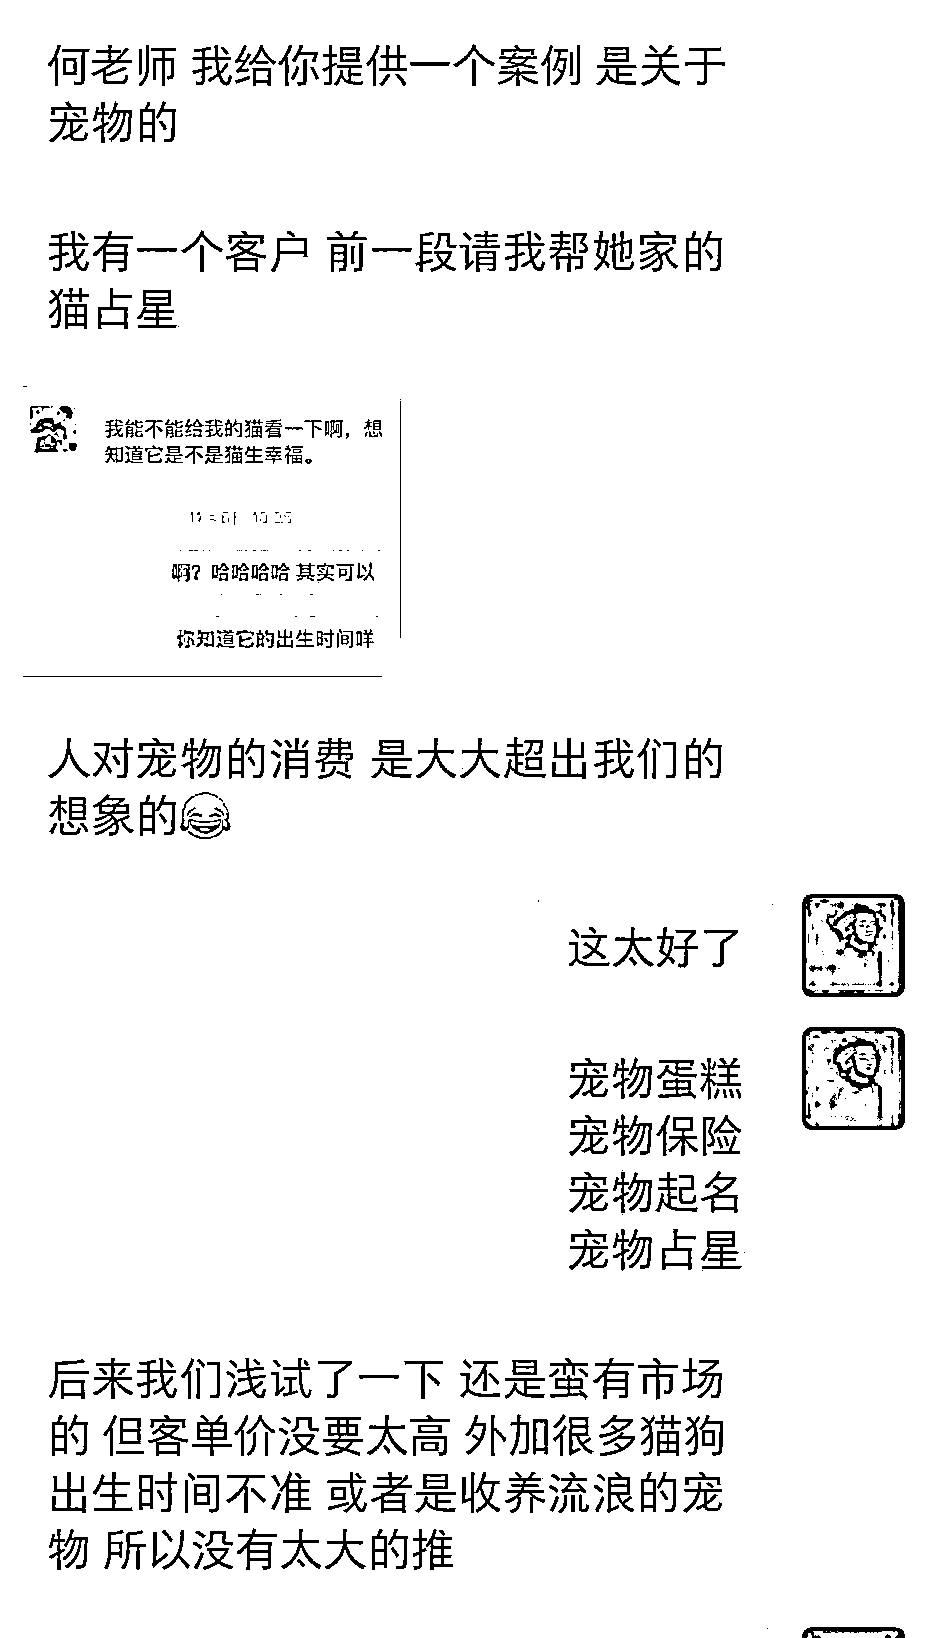 何老师 我给你提供一个案例 是关于
宠物的
我有一个客户 前一段请我帮她家的
猫占星
我能不能给我的猫看一下啊，想
知道它是不是猫生幸福。
啊？哈哈哈哈 其实可以
你知道它的出生时间咩
人对宠物的消费 是大大超出我们的
想象的😂
这太好了
宠物蛋糕
宠物保险
宠物起名
宠物占星
后来我们浅试了一下 还是蛮有市场
的 但客单价没要太高 外加很多猫狗
出生时间不准 或者是收养流浪的宠
物 所以没有太大的推